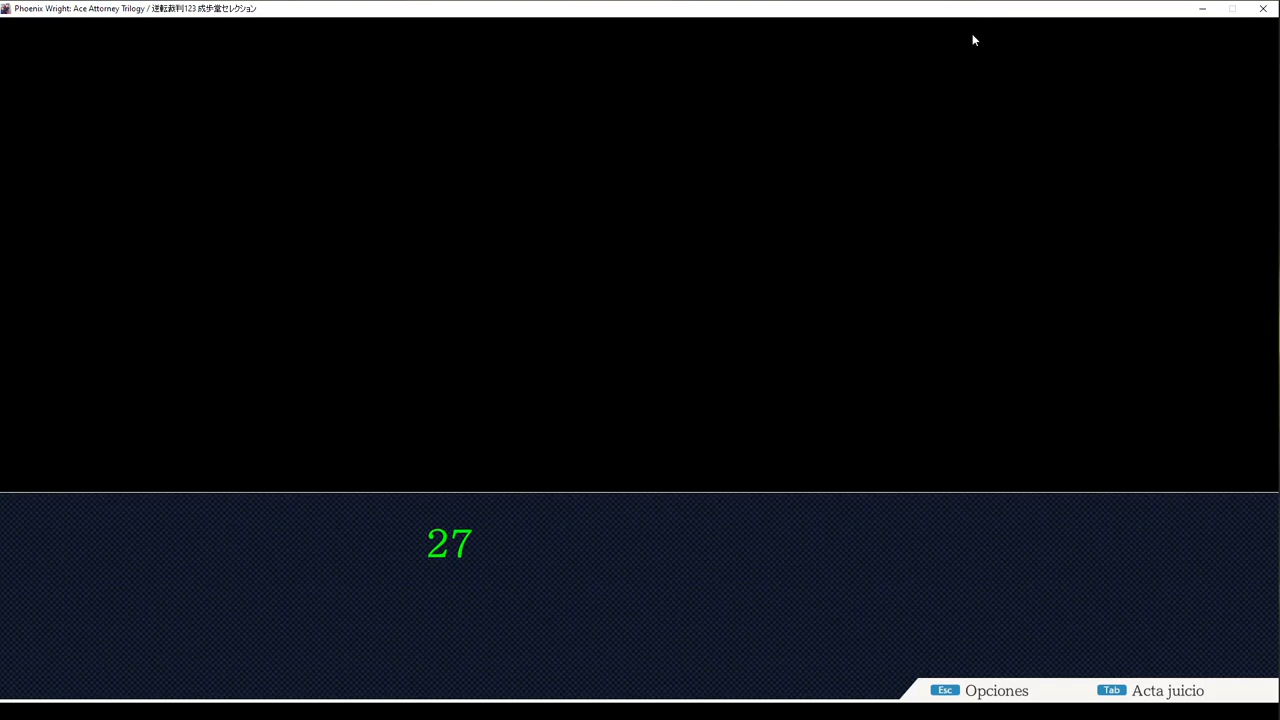 Phoenix Wright: Ace Attorney Trilogy / 逆転裁判123 成歩堂セレクション
27
Esc Opciones Tab Acta juicio